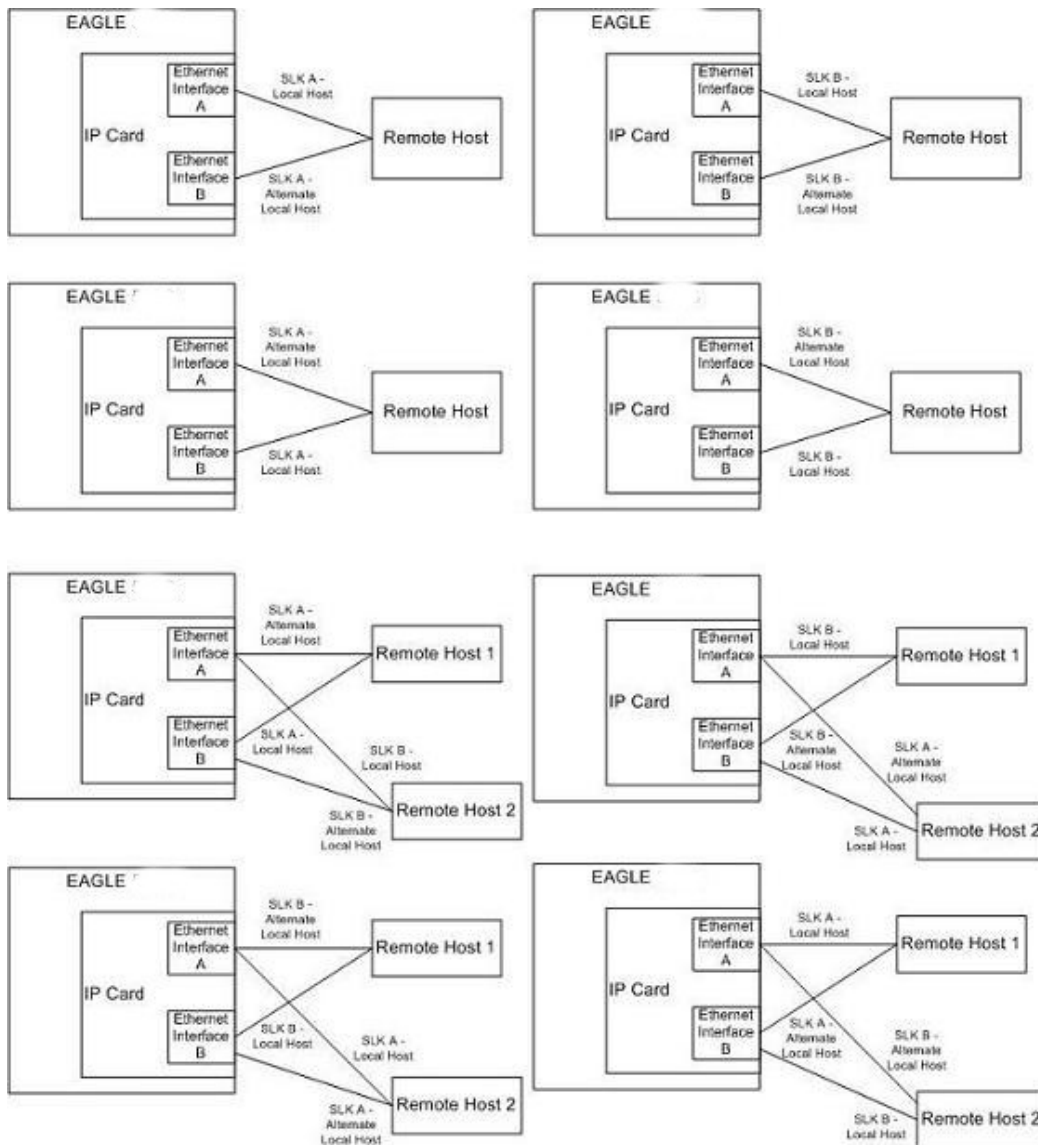 EAGLE
Ethernet
Interface
A
IP Card
Ethernet
Interface
B
SLK A -
Local Host
SLK A -
Alternate
Local Host
Remote Host
EAGLE
Ethernet
Interface
A
IP Card
Ethernet
Interface
B
SLK B -
Local Host
SLK B -
Alternate
Local Host
Remote Host
EAGLE
Ethernet
Interface
A
IP Card
Ethernet
Interface
B
SLK A -
Alternate
Local Host
SLK A -
Local Host
Remote Host
EAGLE
Ethernet
Interface
A
IP Card
Ethernet
Interface
B
SLK B -
Alternate
Local Host
SLK B -
Local Host
Remote Host
EAGLE
Ethernet
Interface
A
IP Card
Ethernet
Interface
B
SLK A -
Alternate
Local Host
SLK A -
Local Host
SLK B -
Local Host
SLK B -
Alternate
Local Host
Remote Host 1
Remote Host 2
EAGLE
Ethernet
Interface
A
IP Card
Ethernet
Interface
B
SLK B -
Local Host
SLK B -
Alternate
Local Host
SLK A -
Alternate
Local Host
SLK A -
Local Host
Remote Host 1
Remote Host 2
EAGLE
Ethernet
Interface
A
IP Card
Ethernet
Interface
B
SLK B -
Alternate
Local Host
SLK B -
Local Host
SLK A -
Local Host
SLK A -
Alternate
Local Host
Remote Host 1
Remote Host 2
EAGLE
Ethernet
Interface
A
IP Card
Ethernet
Interface
B
SLK A -
Local Host
SLK A -
Alternate
Local Host
SLK B -
Alternate
Local Host
SLK B -
Local Host
Remote Host 1
Remote Host 2